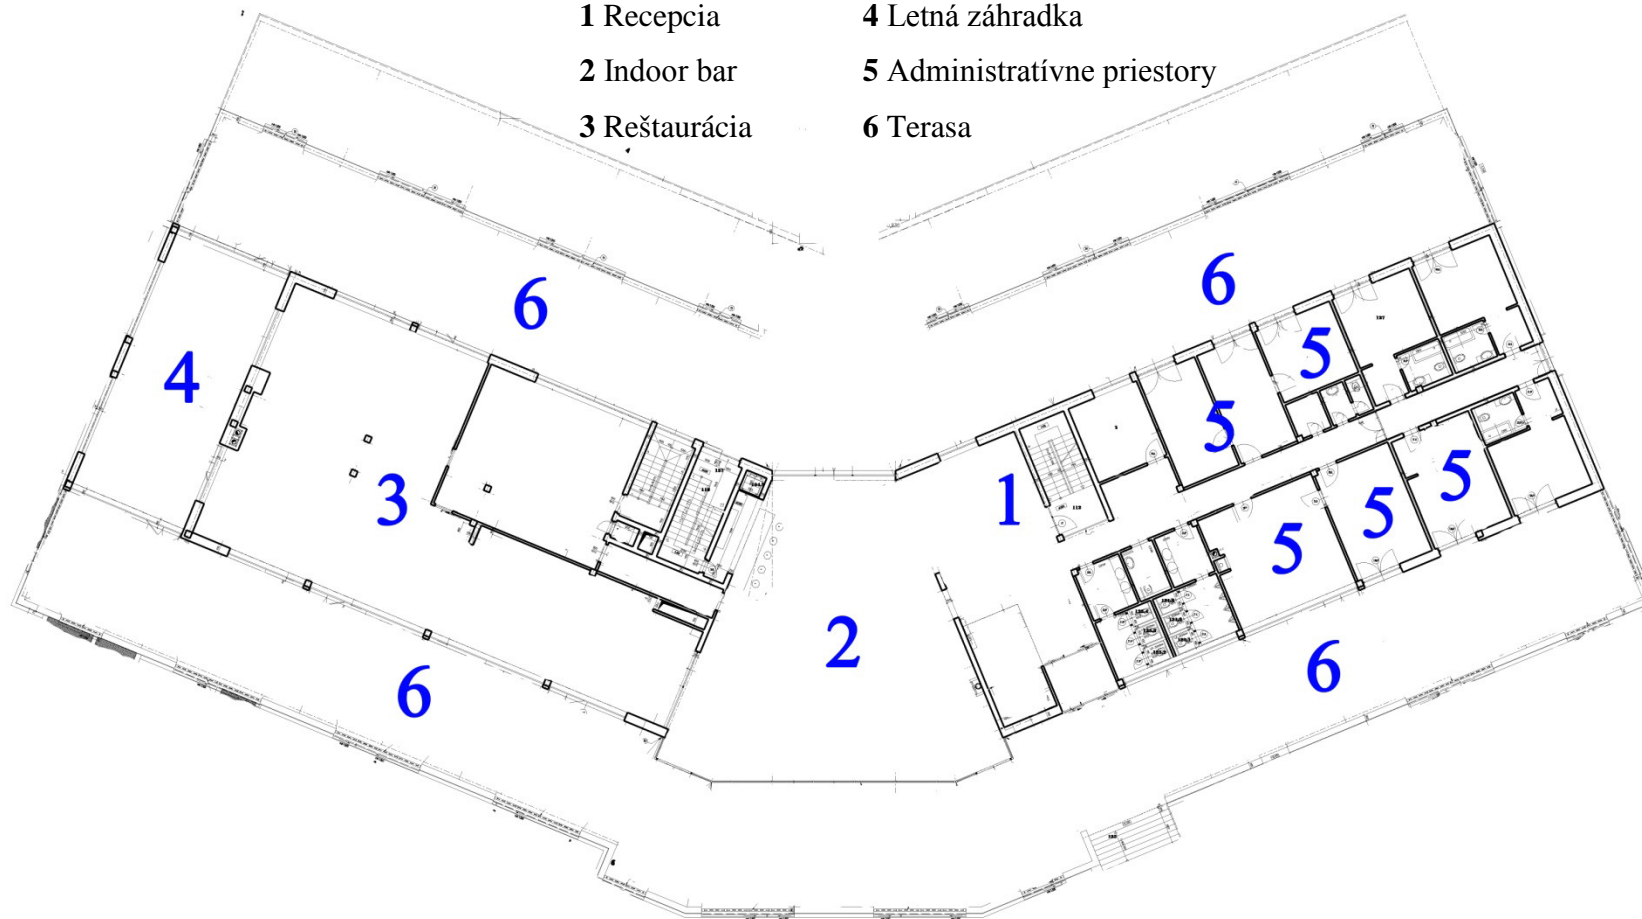 1 Recepcia
4 Letná záhradka
2 Indoor bar
5 Administratívne priestory
3 Reštaurácia
6 Terasa
6
6
5
4
5
5
3
1
5
5
2
6
6